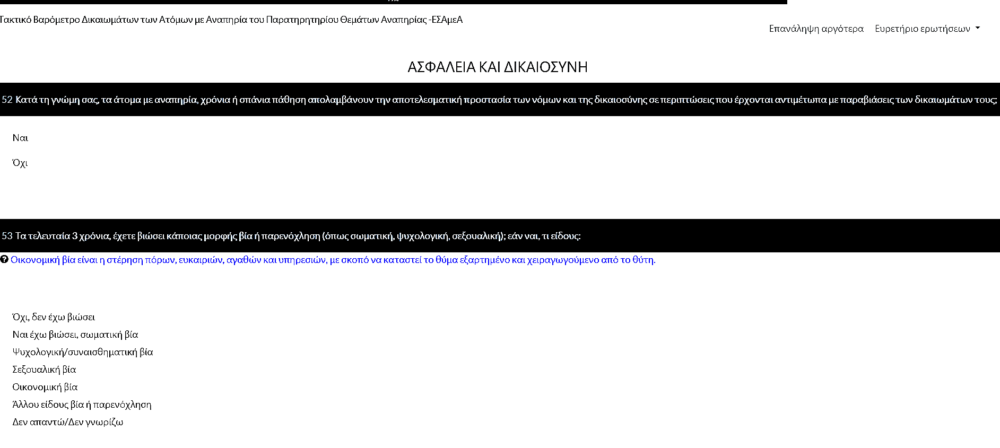 Τακτικό Βαρόμετρο Δικαιωμάτων των Ατόμων με Αναπηρία του Παρατηρητηρίου Θεμάτων Αναπηρίας -ΕΣΑμεΑ
Επανάληψη αργότερα Ευρετήριο ερωτήσεων
ΑΣΦΑΛΕΙΑ ΚΑΙ ΔΙΚΑΙΟΣΥΝΗ
52 Κατά τη γνώμη σας, τα άτομα με αναπηρία, χρόνια ή σπάνια πάθηση απολαμβάνουν την αποτελεσματική προστασία των νόμων και της δικαιοσύνης σε περιπτώσεις που έρχονται αντιμέτωπα με παραβιάσεις των δικαιωμάτων τους;
Ναι
Όχι
53 Τα τελευταία 3 χρόνια, έχετε βιώσει κάποιας μορφής βία ή παρενόχληση (όπως σωματική, ψυχολογική, σεξουαλική); εάν ναι, τι είδους:
Οικονομική βία είναι η στέρηση πόρων, ευκαιριών, αγαθών και υπηρεσιών, με σκοπό να καταστεί το θύμα εξαρτημένο και χειραγωγούμενο από το θύτη.
Όχι, δεν έχω βιώσει
Ναι έχω βιώσει, σωματική βία
Ψυχολογική/συναισθηματική βία
Σεξουαλική βία
Οικονομική βία
Άλλου είδους βία ή παρενόχληση
Δεν απαντώ/Δεν γνωρίζω